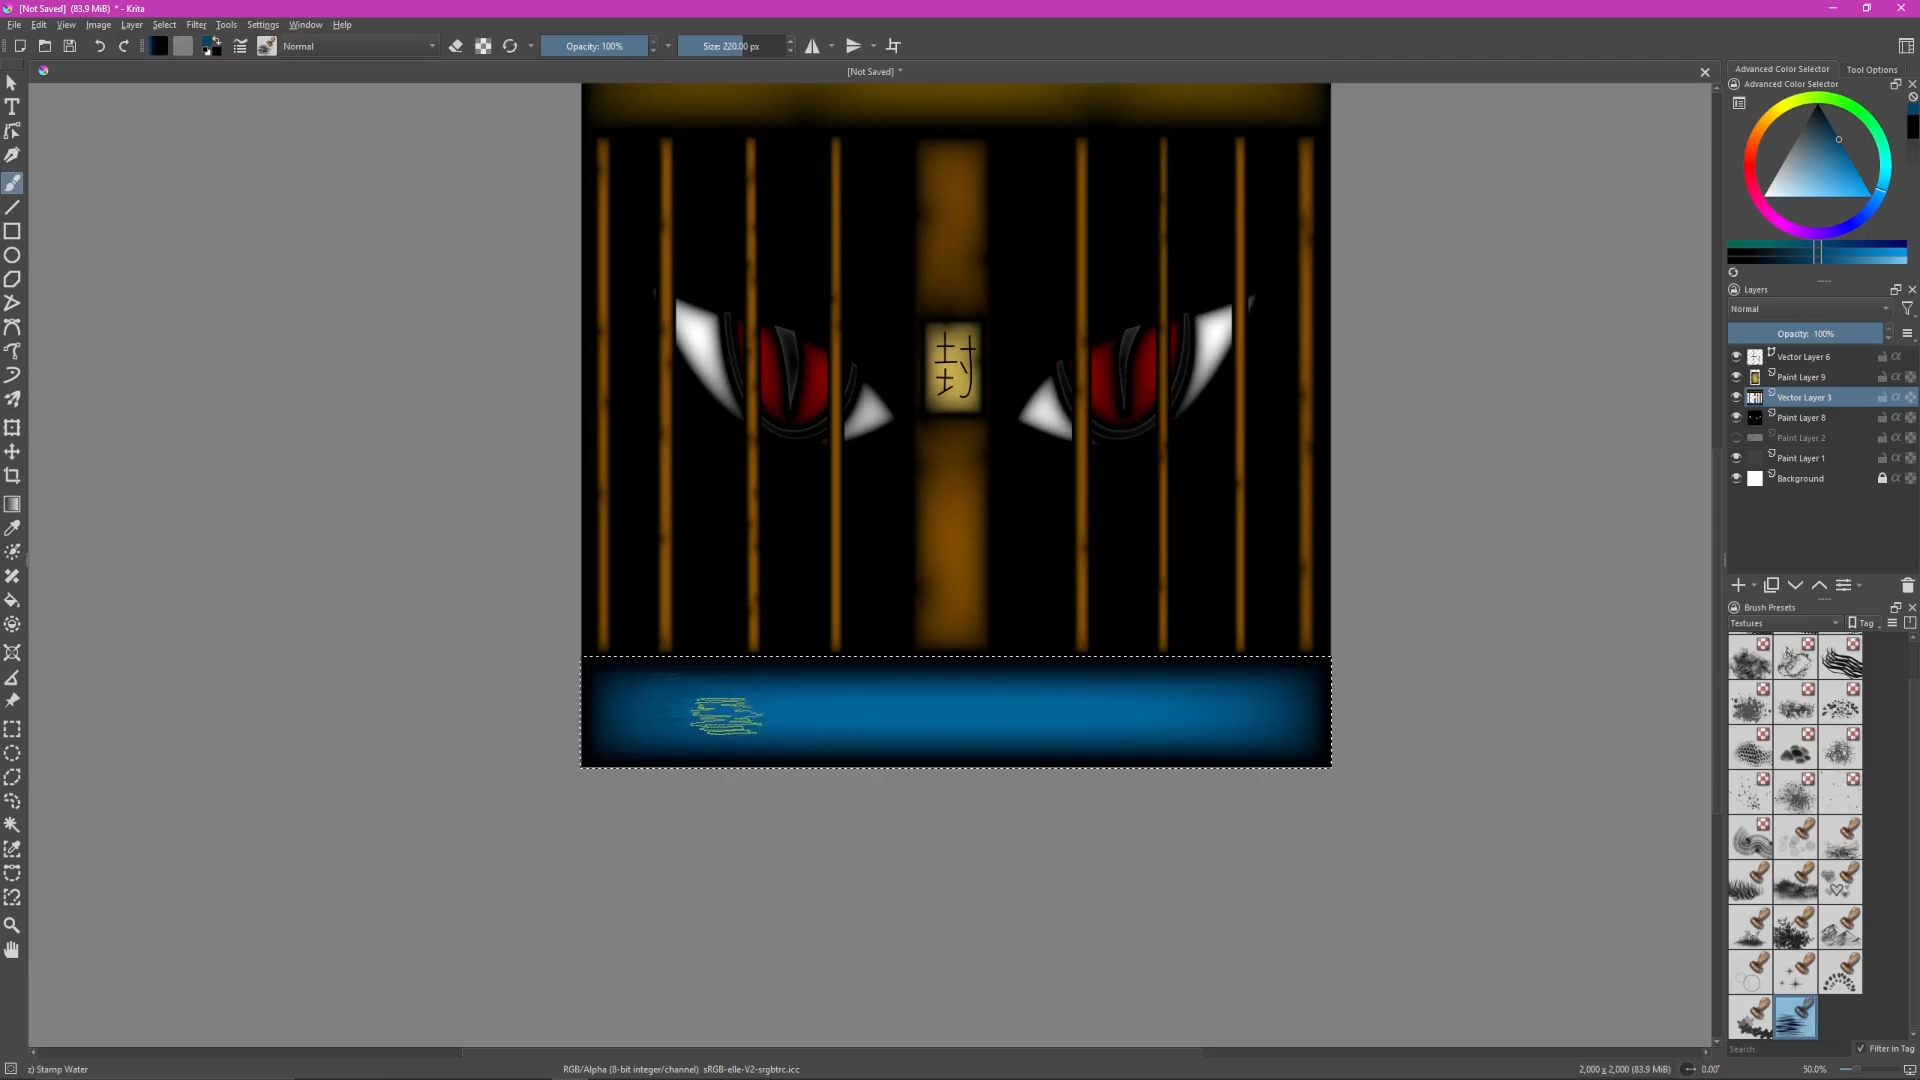 [Not Saved] (83.9 MiB) * - Krita
File Edit View Image Layer Select Filter Tools Settings Window Help
Normal
Opacity: 100%
Size: 220.00 px
[Not Saved] *
Advanced Color Selector
Tool Options
Advanced Color Selector
封
Layers
Normal
Opacity: 100%
Vector Layer 6
Paint Layer 9
Vector Layer 3
Paint Layer 8
Paint Layer 2
Paint Layer 1
Background
Brush Presets
Textures
Tag
Search
Filter in Tag
z) Stamp Water
RGB/Alpha (8-bit integer/channel) sRGB-elle-V2-srgbtrc.icc
2,000 x 2,000 (83.9 MiB)
0.00°
50.0%